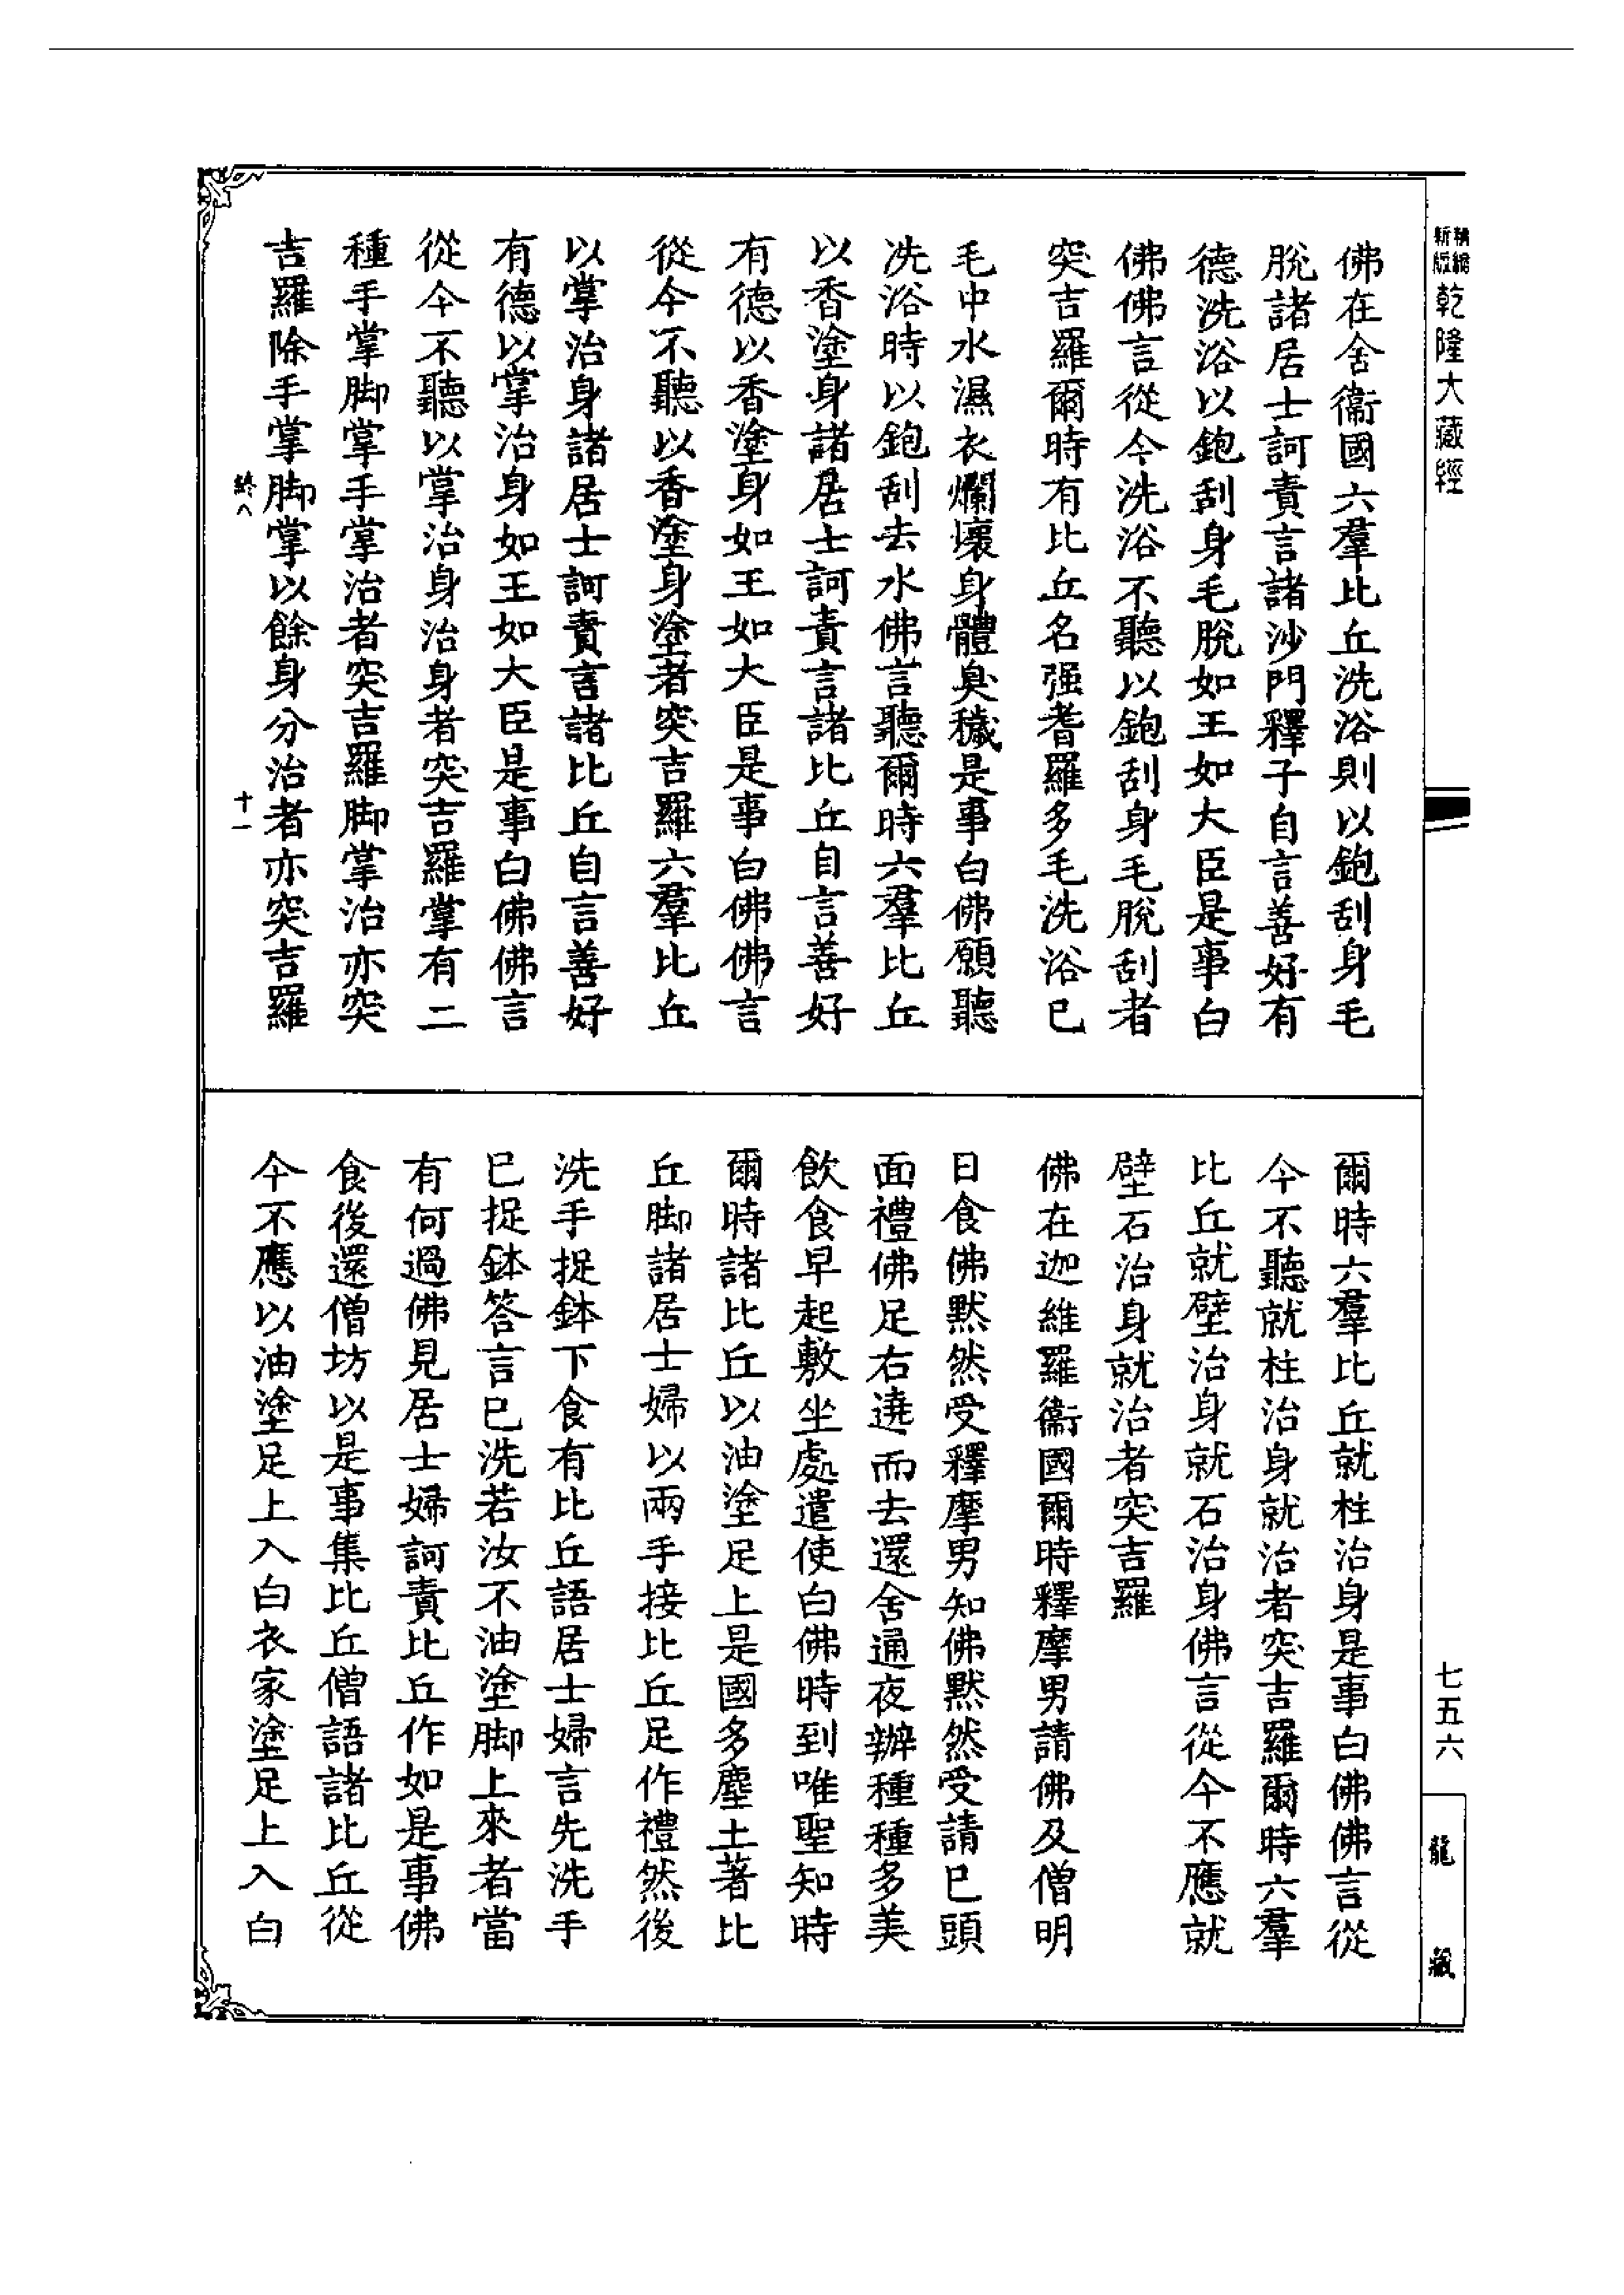 精編新版乾隆大藏經
佛在舍衞國六羣比丘洗浴則以鉋刮身毛
脫諸居士訶責言諸沙門釋子自言善好有
德洗浴以鉋刮身毛脫如王如大臣是事白
佛佛言從今洗浴不聽以鉋刮身毛脫刮者
突吉羅爾時有比丘名强耆羅多毛洗浴已
毛中水濕衣爛壞身體臭穢是事白佛願聽
洗浴時以鉋刮去水佛言聽爾時六羣比丘
以香塗身諸居士訶責言諸比丘自言善好
有德以香塗身如王如大臣是事白佛佛言
從今不聽以香塗身塗者突吉羅六羣比丘
以掌治身諸居士訶責言諸比丘自言善好
有德以掌治身如王如大臣是事白佛佛言
從今不聽以掌治身治身者突吉羅掌有二
種手掌脚掌手掌治者突吉羅脚掌治亦突
吉羅除手掌脚掌以餘身分治者亦突吉羅
終八
十一
爾時六羣比丘就柱治身是事白佛佛言從
今不聽就柱治身就治者突吉羅爾時六羣
比丘就壁治身就石治身佛言從今不應就
壁石治身就治者突吉羅
佛在迦維羅衞國爾時釋摩男請佛及僧明
日食佛黙然受釋摩男知佛黙然受請已頭
面禮佛足右遶而去還舍通夜辦種種多美
飲食早起敷坐處遣使白佛時到唯聖知時
爾時諸比丘以油塗足上是國多塵土著比
丘脚諸居士婦以兩手接比丘足作禮然後
洗手捉鉢下食有比丘語居士婦言先洗手
已捉鉢答言已洗若汝不油塗脚上來者當
有何過佛見居士婦訶責比丘作如是事佛
食後還僧坊以是事集比丘僧語諸比丘從
今不應以油塗足上入白衣家塗足上入白
七五六
龍藏